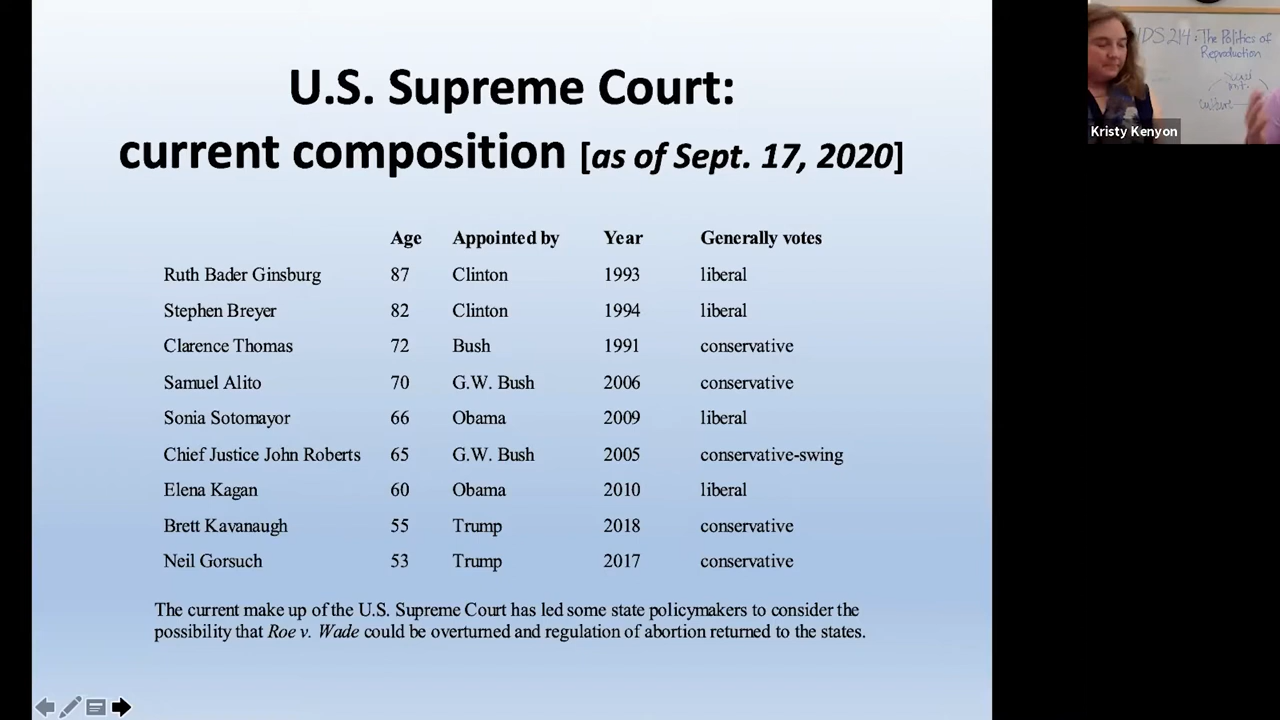 U.S. Supreme Court:
current composition [as of Sept. 17, 2020]
Age Appointed by Year Generally votes
Ruth Bader Ginsburg 87 Clinton 1993 liberal
Stephen Breyer 82 Clinton 1994 liberal
Clarence Thomas 72 Bush 1991 conservative
Samuel Alito 70 G.W. Bush 2006 conservative
Sonia Sotomayor 66 Obama 2009 liberal
Chief Justice John Roberts 65 G.W. Bush 2005 conservative-swing
Elena Kagan 60 Obama 2010 liberal
Brett Kavanaugh 55 Trump 2018 conservative
Neil Gorsuch 53 Trump 2017 conservative
The current make up of the U.S. Supreme Court has led some state policymakers to consider the
possibility that Roe v. Wade could be overturned and regulation of abortion returned to the states.
IDS 214: The Politics of
Reproduction
culture
Kristy Kenyon